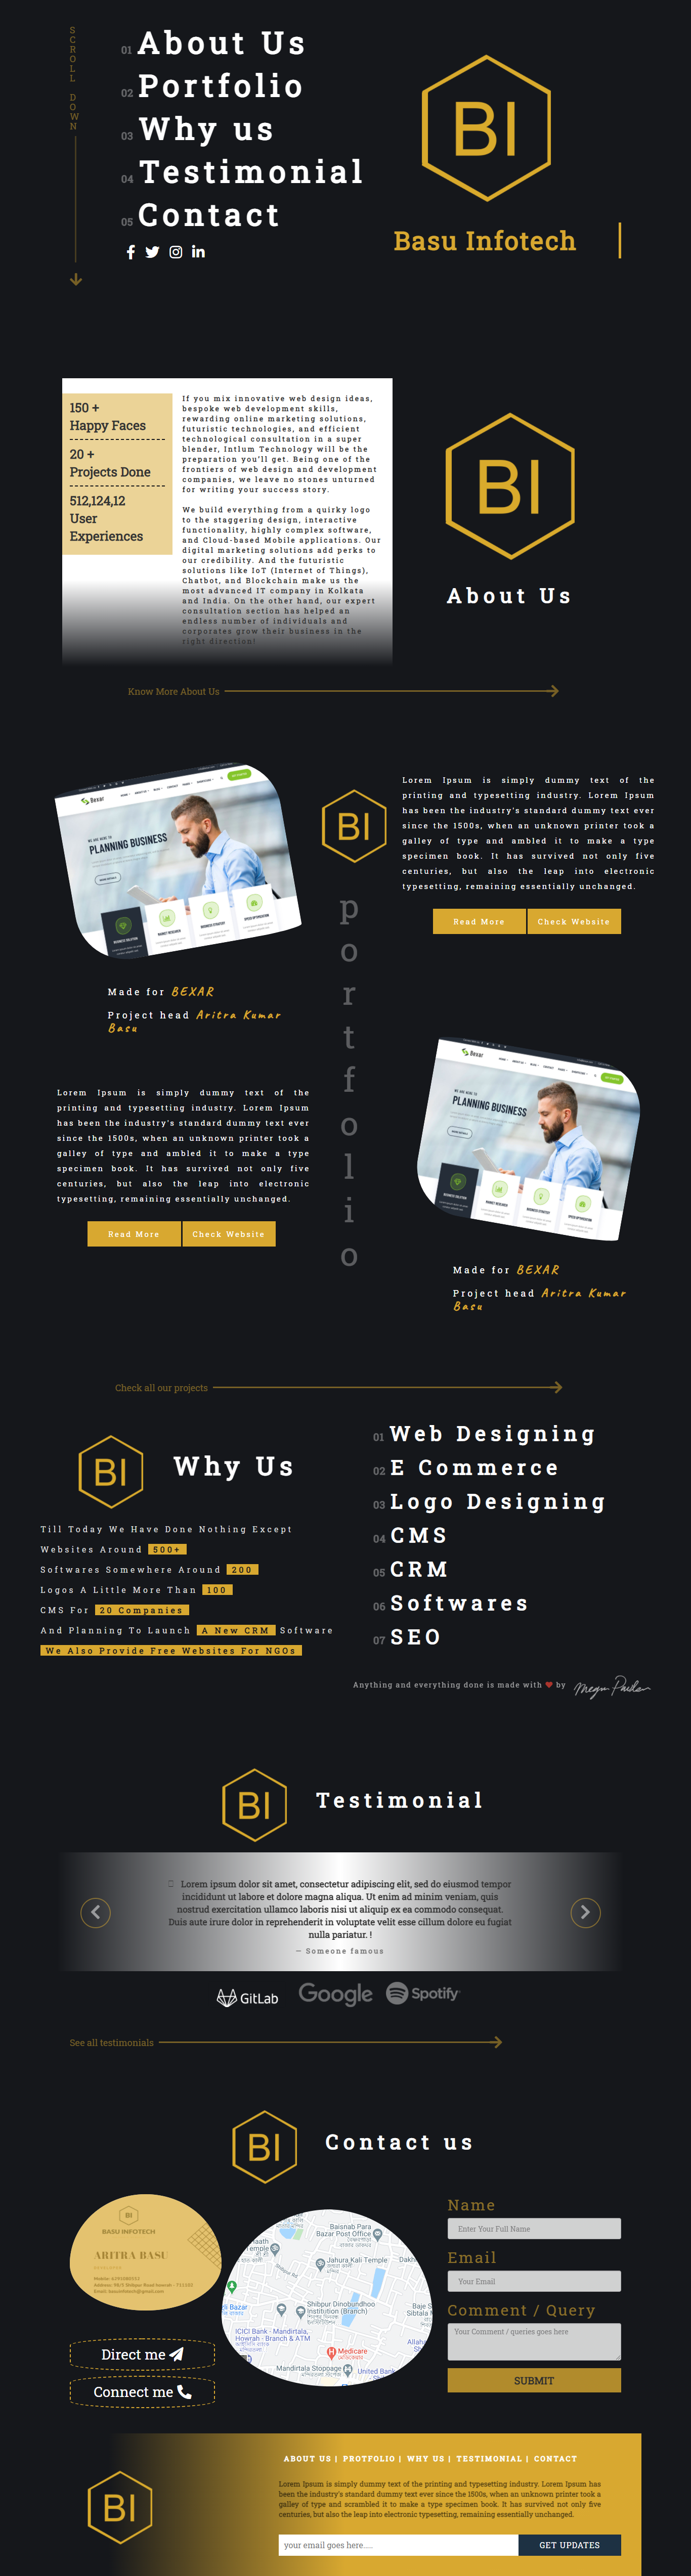 SCROLL DOWN
01 About Us
02 Portfolio
03 Why us
04 Testimonial
05 Contact
BI
Basu Infotech
150 +
Happy Faces
20 +
Projects Done
512,124,12
User
Experiences
If you mix innovative web design ideas,
bespoke web development skills,
rewarding online marketing solutions,
futuristic technologies, and efficient
technological consultation in a super
blender, Intlum Technology will be the
preparation you'll get. Being one of the
frontiers of web design and development
companies, we leave no stones unturned
for writing your success story.
We build everything from a quirky logo
to the staggering design, interactive
functionality, highly complex software,
and Cloud-based Mobile applications. Our
digital marketing solutions add perks to
our credibility. And the futuristic
solutions like IoT (Internet of Things),
Chatbot, and Blockchain make us the
most advanced IT company in Kolkata
and India. On the other hand, our expert
consultation section has helped an
endless number of individuals and
corporates grow their business in the
right direction!
BI
About Us
Know More About Us
Bexar
PLANNING BUSINESS
Made for BEXAR
Project head Aritra Kumar
Basu
BI
portfolio
Lorem Ipsum is simply dummy text of the
printing and typesetting industry. Lorem Ipsum
has been the industry's standard dummy text ever
since the 1500s, when an unknown printer took a
galley of type and ambled it to make a type
specimen book. It has survived not only five
centuries, but also the leap into electronic
typesetting, remaining essentially unchanged.
Read More
Check Website
Lorem Ipsum is simply dummy text of the
printing and typesetting industry. Lorem Ipsum
has been the industry's standard dummy text ever
since the 1500s, when an unknown printer took a
galley of type and ambled it to make a type
specimen book. It has survived not only five
centuries, but also the leap into electronic
typesetting, remaining essentially unchanged.
Read More
Check Website
Bexar
PLANNING BUSINESS
Made for BEXAR
Project head Aritra Kumar
Basu
Check all our projects
BI
Why Us
Till Today We Have Done Nothing Except
Websites Around 500+
Softwares Somewhere Around 200
Logos A Little More Than 100
CMS For 20 Companies
And Planning To Launch A New CRM Software
We Also Provide Free Websites For NGOs
01 Web Designing
02 E Commerce
03 Logo Designing
04 CMS
05 CRM
06 Softwares
07 SEO
Anything and everything done is made with ❤ by
BI
Testimonial
Lorem ipsum dolor sit amet, consectetur adipiscing elit, sed do eiusmod tempor
incididunt ut labore et dolore magna aliqua. Ut enim ad minim veniam, quis
nostrud exercitation ullamco laboris nisi ut aliquip ex ea commodo consequat.
Duis aute irure dolor in reprehenderit in voluptate velit esse cillum dolore eu fugiat
nulla pariatur. !
— Someone famous
GitLab
Google
Spotify
See all testimonials
BI
Contact us
BI
BASU INFOTECH
ARITRA BASU
Direct me
Connect me
Baisnab Para
Bazar Post Office
Temple
Jahura Kali Temple
Shibpur Dinobundhoo
Institution (Branch)
ICICI Bank - Mandirtala,
Howrah - Branch & ATM
Medicare
Mandirtala Stoppage
United Bank
Name
Enter Your Full Name
Email
Your Email
Comment / Query
Your Comment / queries goes here
SUBMIT
BI
ABOUT US | PROTFOLIO | WHY US | TESTIMONIAL | CONTACT
Lorem Ipsum is simply dummy text of the printing and typesetting industry. Lorem Ipsum has
been the industry's standard dummy text ever since the 1500s, when an unknown printer took a
galley of type and scrambled it to make a type specimen book. It has survived not only five
centuries, but also the leap into electronic typesetting, remaining essentially unchanged.
your email goes here.....
GET UPDATES